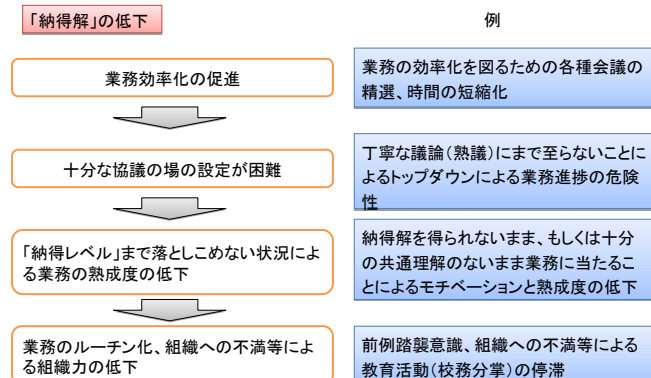 「納得解」の低下
例
業務効率化の促進
業務の効率化を図るための各種会議の
精選、時間の短縮化
十分な協議の場の設定が困難
丁寧な議論（熟議）にまで至らないことに
よるトップダウンによる業務進捗の危険
性
「納得レベル」まで落としこめない状況によ
る業務の熟成度の低下
納得解を得られないまま、もしくは十分
の共通理解のないまま業務に当たるこ
とによるモチベーションと熟成度の低下
業務のルーチン化、組織への不満等によ
る組織力の低下
前例踏襲意識、組織への不満等による
教育活動（校務分掌）の停滞